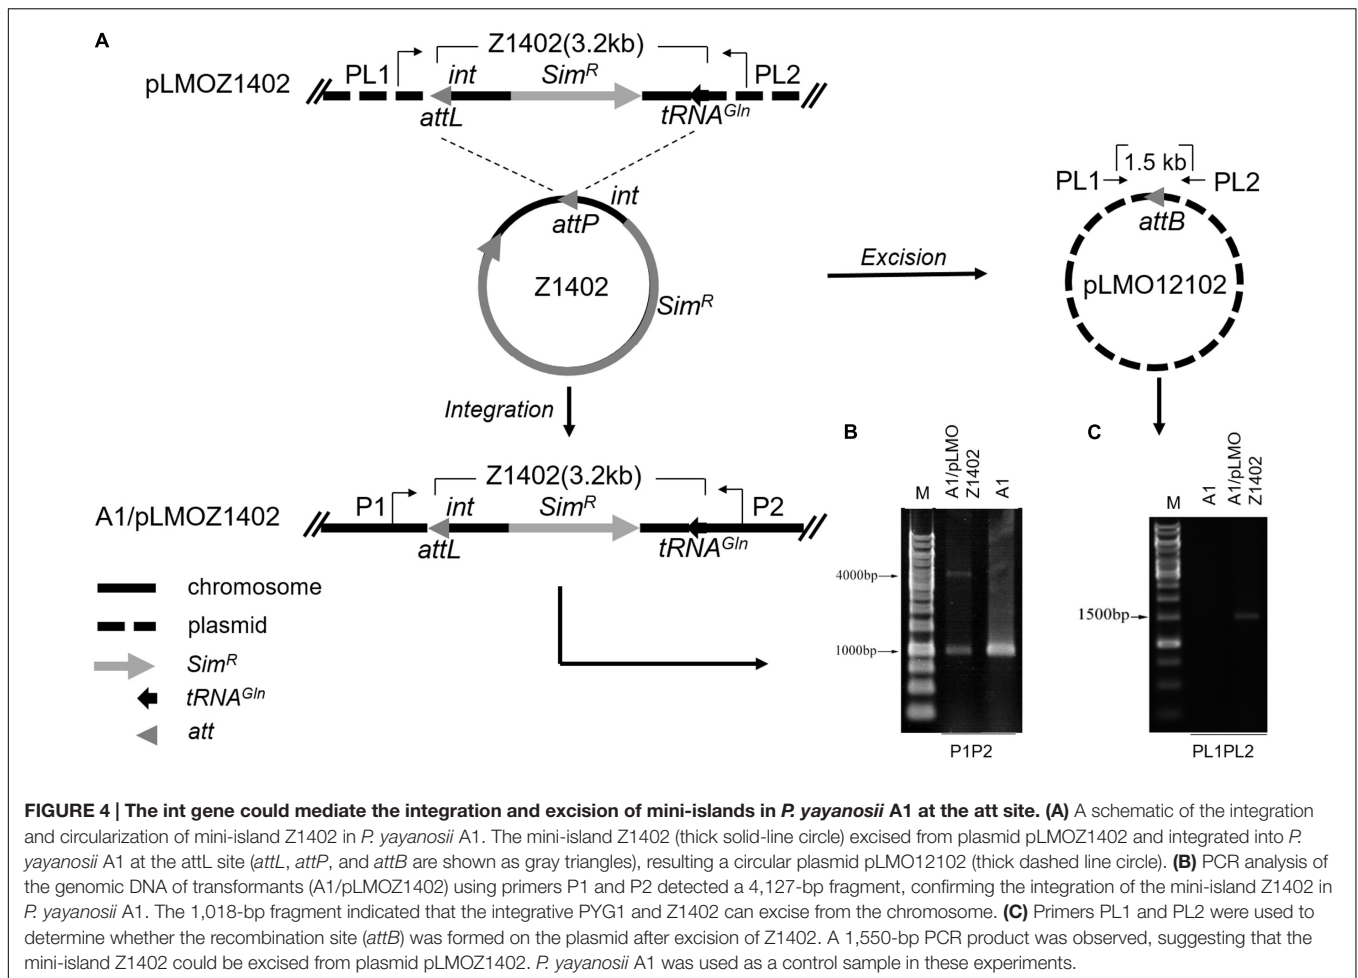 A
Z1402(3.2kb)
pLMOZ1402
PL1
int
Sim^R
PL2
attL
tRNA^Gln
attP
int
Z1402
Sim^R
Excision
1.5 kb
PL1
PL2
attB
pLMO12102
Integration
Z1402(3.2kb)
A1/pLMOZ1402
P1
int
Sim^R
P2
attL
tRNA^Gln
chromosome
plasmid
Sim^R
tRNA^Gln
att
B
M
A1/pLMO
Z1402
A1
4000bp
1000bp
P1P2
C
M
A1
A1/pLMO
Z1402
1500bp
PL1PL2
FIGURE 4 | The int gene could mediate the integration and excision of mini-islands in P. yayanosii A1 at the att site. (A) A schematic of the integration
and circularization of mini-island Z1402 in P. yayanosii A1. The mini-island Z1402 (thick solid-line circle) excised from plasmid pLMOZ1402 and integrated into P.
yayanosii A1 at the attL site (attL, attP, and attB are shown as gray triangles), resulting a circular plasmid pLMO12102 (thick dashed line circle). (B) PCR analysis of
the genomic DNA of transformants (A1/pLMOZ1402) using primers P1 and P2 detected a 4,127-bp fragment, confirming the integration of the mini-island Z1402 in
P. yayanosii A1. The 1,018-bp fragment indicated that the integrative PYG1 and Z1402 can excise from the chromosome. (C) Primers PL1 and PL2 were used to
determine whether the recombination site (attB) was formed on the plasmid after excision of Z1402. A 1,550-bp PCR product was observed, suggesting that the
mini-island Z1402 could be excised from plasmid pLMOZ1402. P. yayanosii A1 was used as a control sample in these experiments.